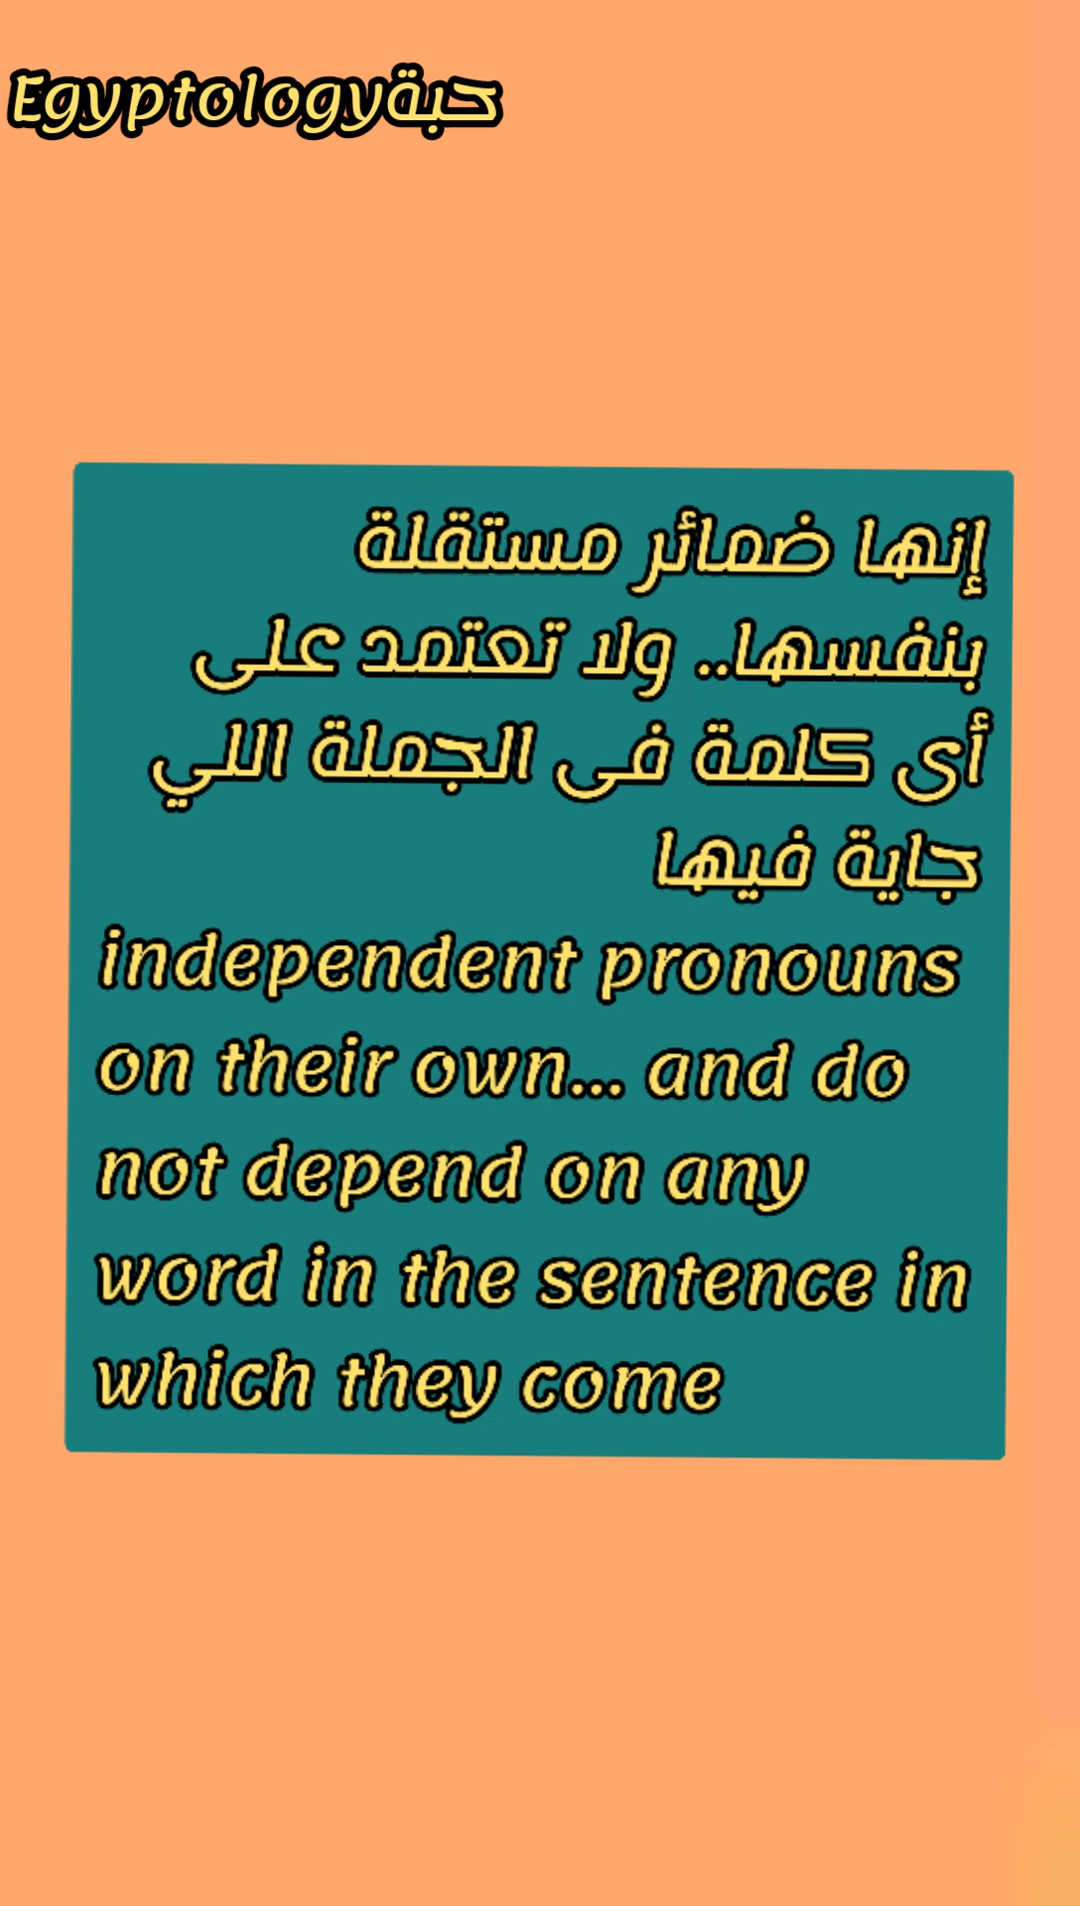 Egyptologyحبة
إنها ضمائر مستقلة
بنفسها.. ولا تعتمد على
أى كلمة فى الجملة اللي
جاية فيها
independent pronouns
on their own... and do
not depend on any
word in the sentence in
which they come